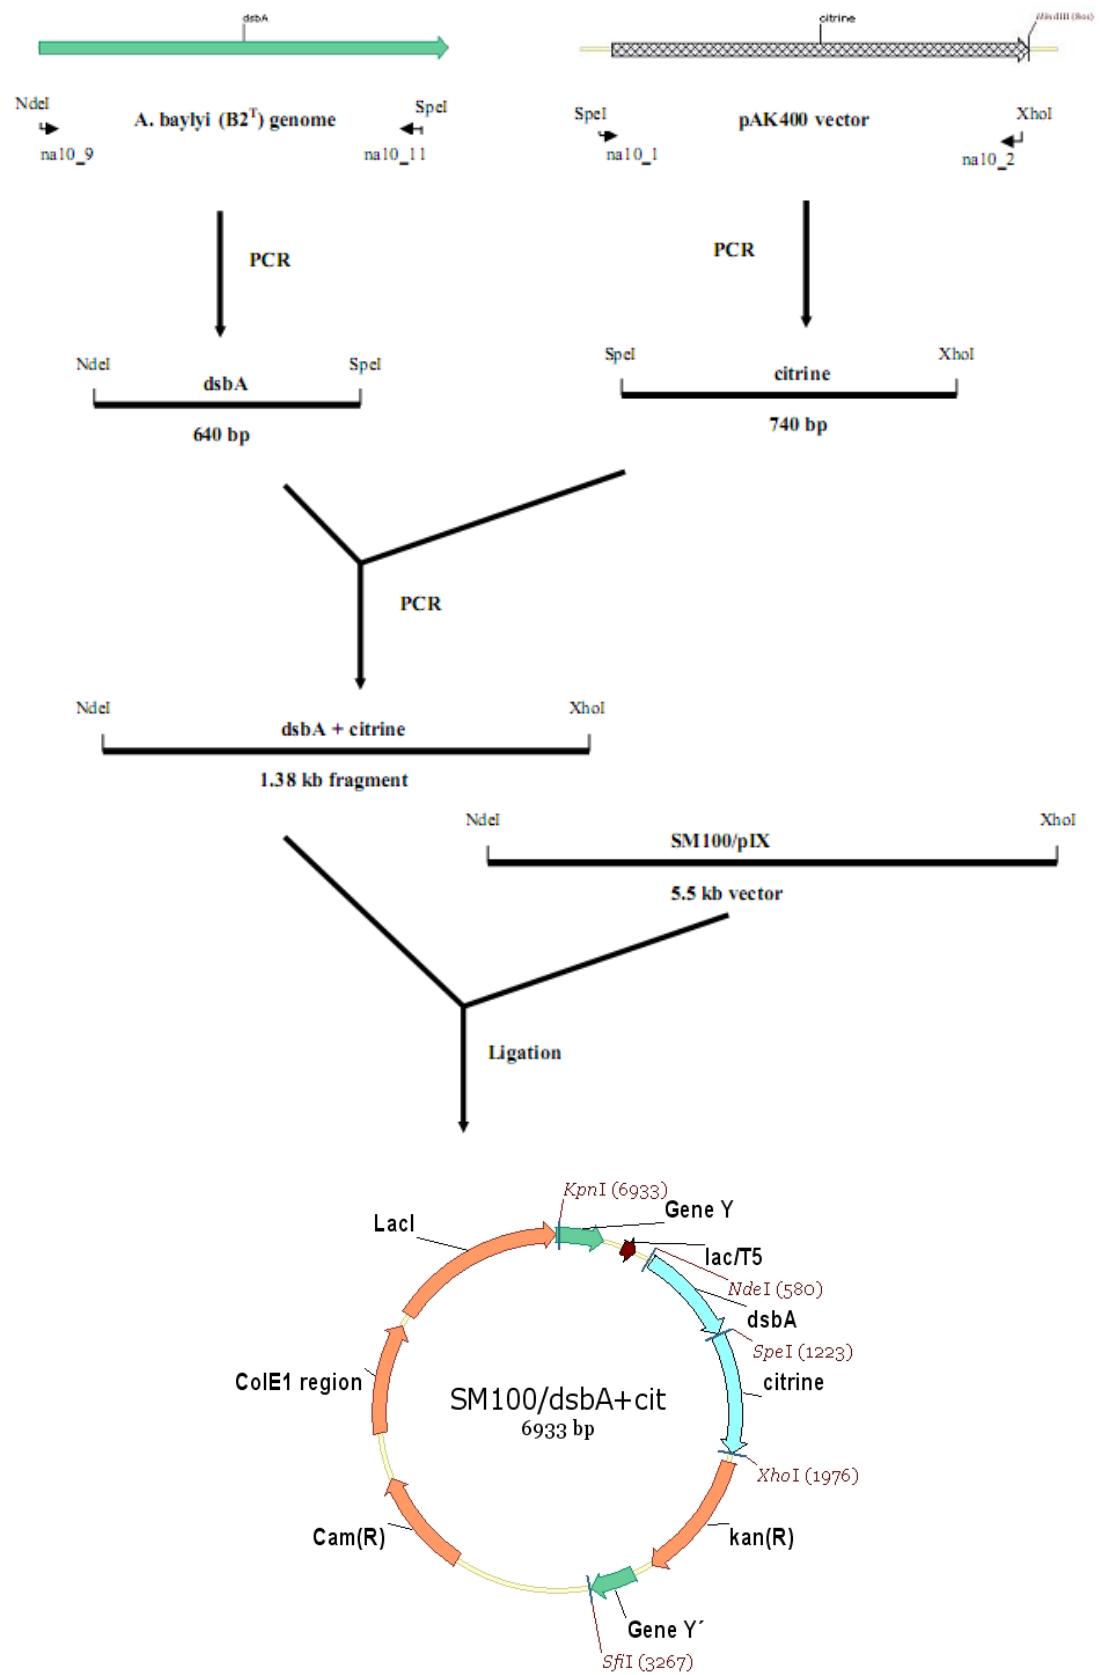 dsbA
citrine
HindIII (801)
NdeI
SpeI
SpeI
XhoI
A. baylyi (B2ᵀ) genome
pAK400 vector
na10_9
na10_11
na10_1
na10_2
PCR
PCR
NdeI
SpeI
SpeI
XhoI
dsbA
citrine
640 bp
740 bp
PCR
NdeI
XhoI
dsbA + citrine
1.38 kb fragment
NdeI
XhoI
SM100/pIX
5.5 kb vector
Ligation
KpnI (6933)
Gene Y
LacI
lac/T5
NdeI (580)
dsbA
SpeI (1223)
ColE1 region
citrine
SM100/dsbA+cit
6933 bp
XhoI (1976)
Cam(R)
kan(R)
Gene Y´
SfiI (3267)